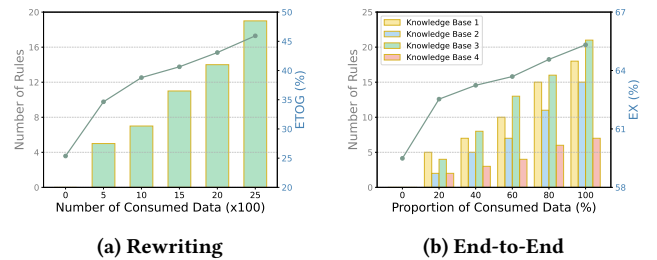 20
16
12
8
4
0
Number of Rules
50
45
40
35
30
25
20
ETOG (%)
0 5 10 15 20 25
Number of Consumed Data (x100)
(a) Rewriting
25
20
15
10
5
0
Number of Rules
Knowledge Base 1
Knowledge Base 2
Knowledge Base 3
Knowledge Base 4
67
64
61
58
EX (%)
0 20 40 60 80 100
Proportion of Consumed Data (%)
(b) End-to-End